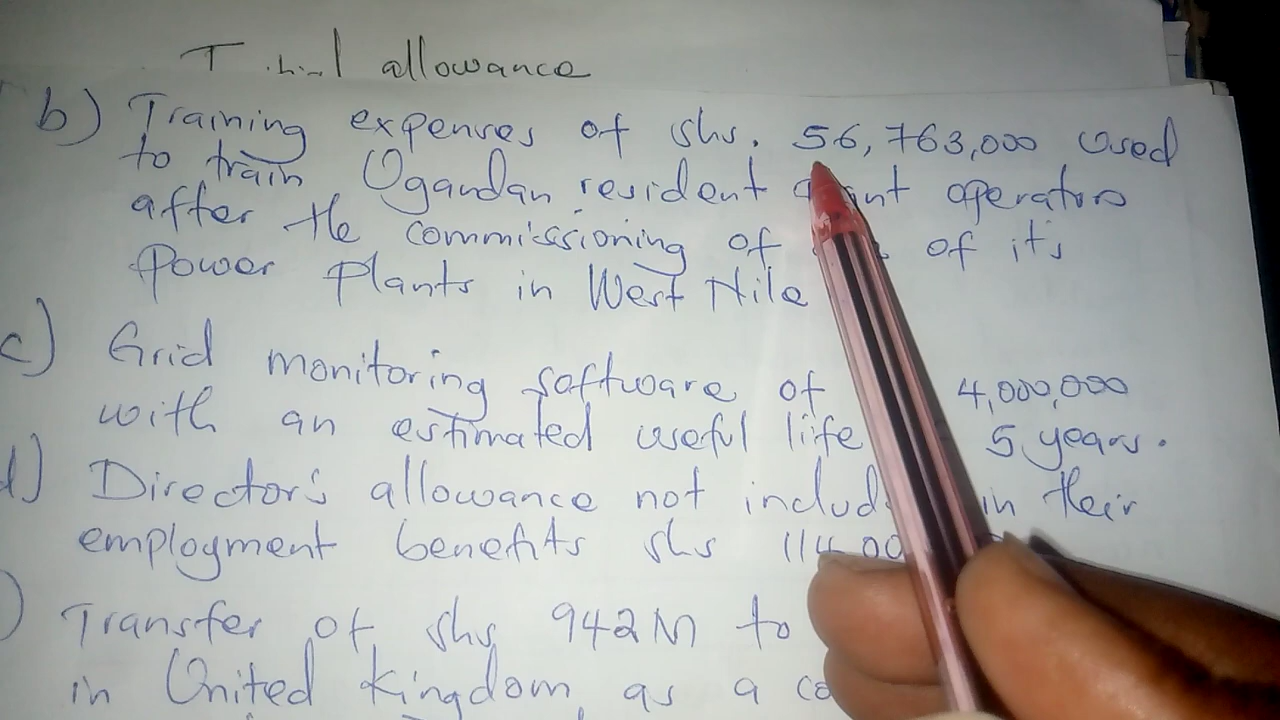 allowance
b) Training expenses of shs. 56,763,000 used
to train Ugandan resident operators
after the commissioning of of its
Power Plants in West Nile
c) Grid monitoring software of 4,000,000
with an estimated useful life 5 years.
d) Director's allowance not in their
employment benefits shs
) Transfer of shs 942M to
in United Kingdom as a